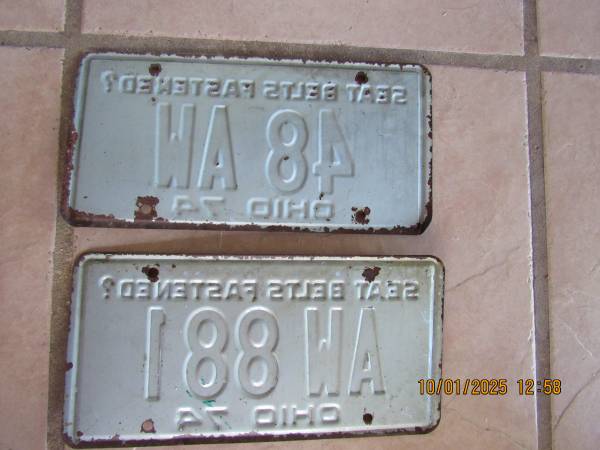 SEAT BELTS FASTENED?
48 AW
OHIO 74
SEAT BELTS FASTENED?
AW 881
OHIO 74
10/01/2025 12:58